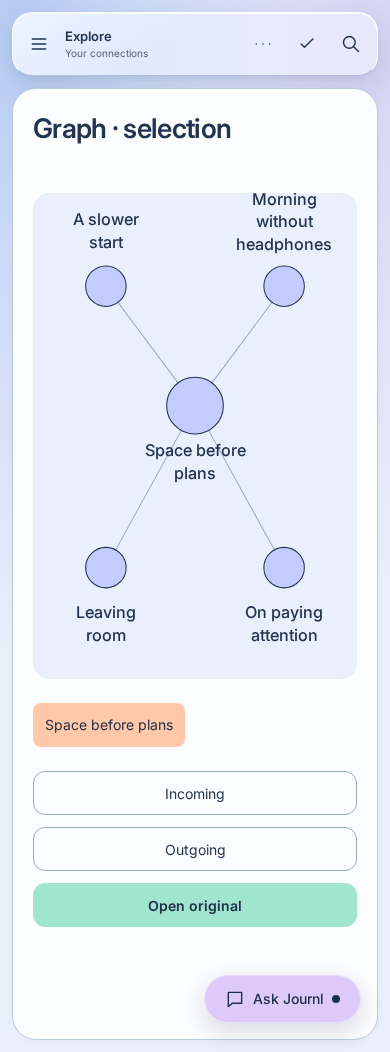 Explore
Your connections
Graph · selection
A slower
start
Morning
without
headphones
Space before
plans
Leaving
room
On paying
attention
Space before plans
Incoming
Outgoing
Open original
Ask Journl